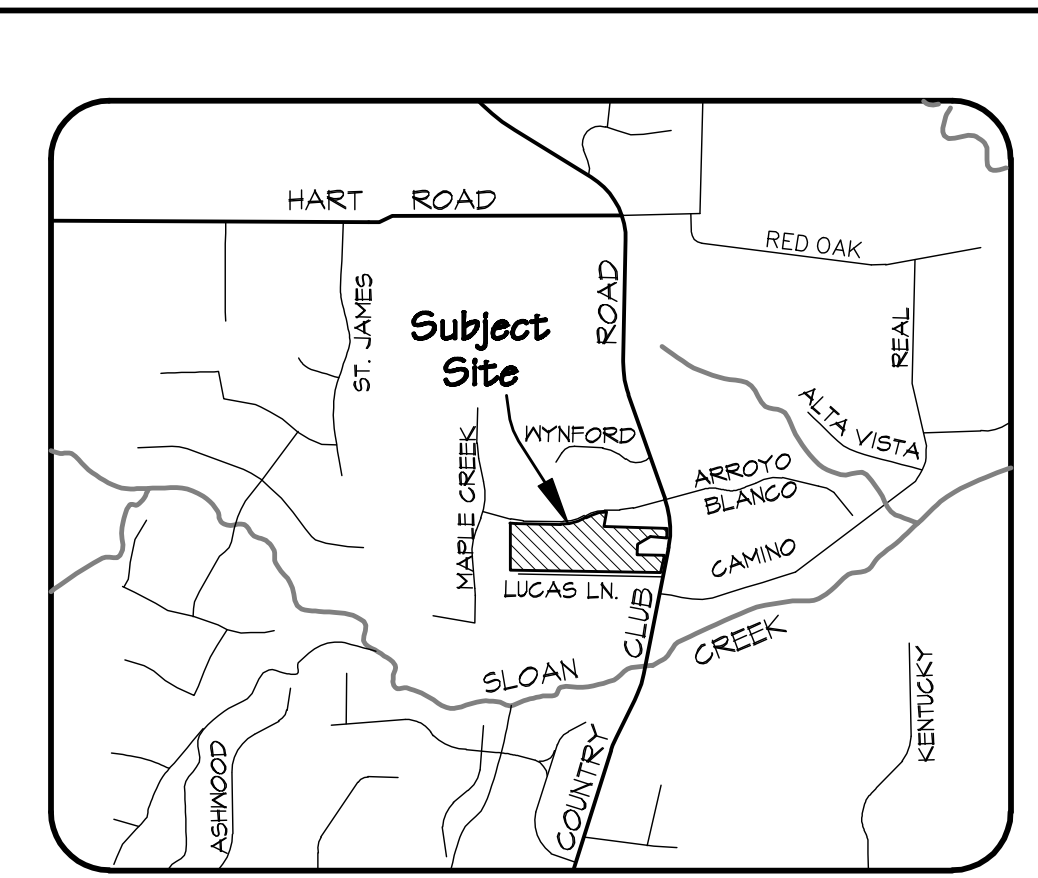 HART ROAD
RED OAK
ROAD
ST. JAMES
Subject
Site
REAL
ALTA VISTA
WYNFORD
MAPLE CREEK
ARROYO
BLANCO
CAMINO
LUCAS LN.
CLUB
CREEK
SLOAN
KENTUCKY
COUNTRY
ASHWOOD